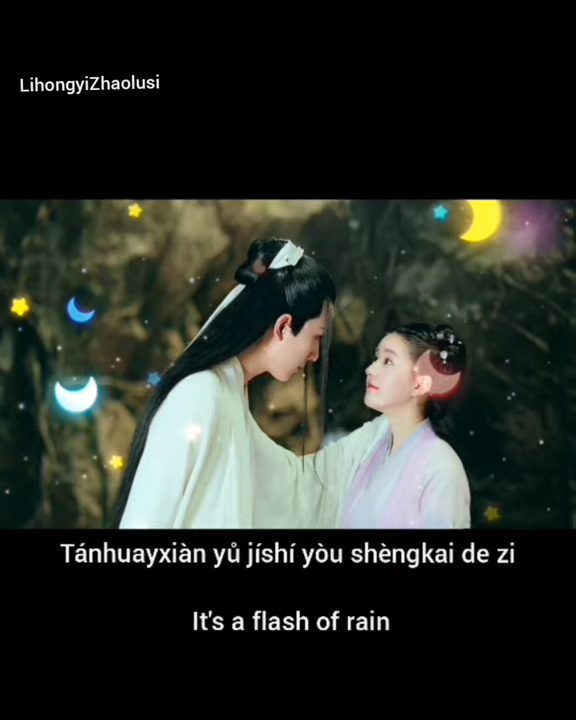 LihongyiZhaolusi
Tánhuayxiàn yů jíshí yòu shèngkai de zi
It's a flash of rain